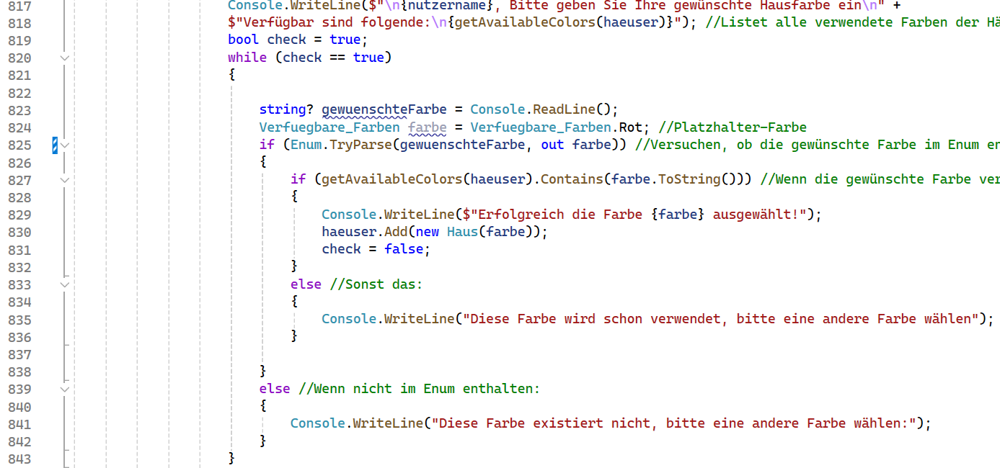 817 Console.WriteLine($"\n{nutzername}, Bitte geben Sie Ihre gewünschte Hausfarbe ein\n" +
818 $"Verfügbar sind folgende:\n{getAvailableColors(haeuser)}"); //Listet alle verwendete Farben der
819 bool check = true;
820 while (check == true)
821 {
822
823 string? gewuenschteFarbe = Console.ReadLine();
824 Verfuegbare_Farben farbe = Verfuegbare_Farben.Rot; //Platzhalter-Farbe
825 if (Enum.TryParse(gewuenschteFarbe, out farbe)) //Versuchen, ob die gewünschte Farbe im Enum
826 {
827 if (getAvailableColors(haeuser).Contains(farbe.ToString())) //Wenn die gewünschte Farbe
828 {
829 Console.WriteLine($"Erfolgreich die Farbe {farbe} ausgewählt!");
830 haeuser.Add(new Haus(farbe));
831 check = false;
832 }
833 else //Sonst das:
834 {
835 Console.WriteLine("Diese Farbe wird schon verwendet, bitte eine andere Farbe wählen");
836 }
837
838 }
839 else //Wenn nicht im Enum enthalten:
840 {
841 Console.WriteLine("Diese Farbe existiert nicht, bitte eine andere Farbe wählen:");
842 }
843 }